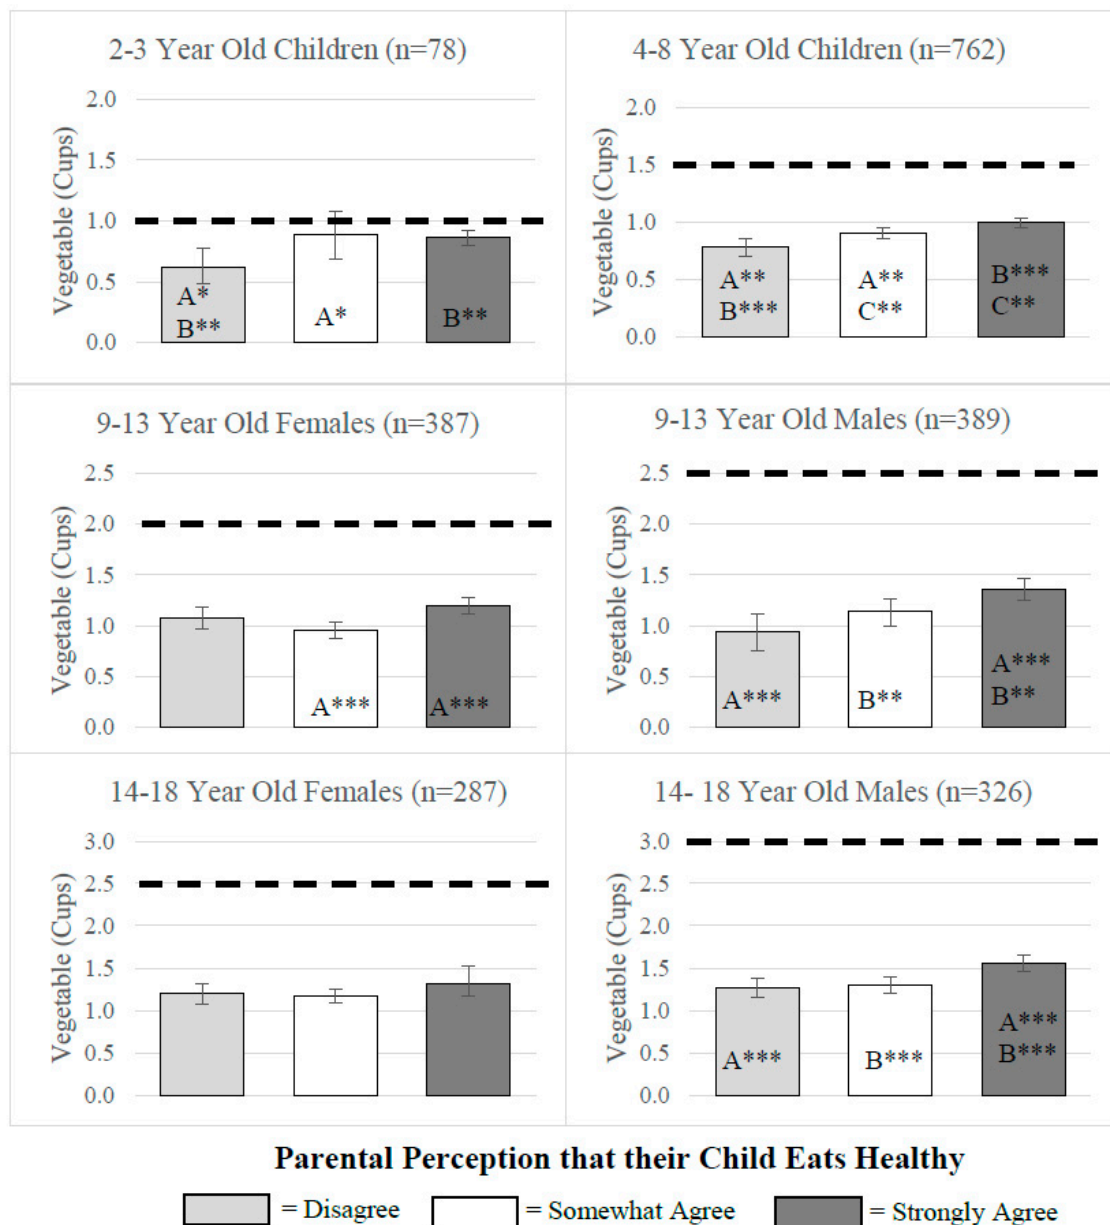 2-3 Year Old Children (n=78)
Vegetable (Cups)
2.0
1.5
1.0
0.5
0.0
A*
B**
A*
B**
4-8 Year Old Children (n=762)
Vegetable (Cups)
2.0
1.5
1.0
0.5
0.0
A**
B***
A**
C**
B***
C**
9-13 Year Old Females (n=387)
Vegetable (Cups)
2.5
2.0
1.5
1.0
0.5
0.0
A***
A***
9-13 Year Old Males (n=389)
Vegetable (Cups)
2.5
2.0
1.5
1.0
0.5
0.0
A***
B**
A***
B**
14-18 Year Old Females (n=287)
Vegetable (Cups)
3.0
2.5
2.0
1.5
1.0
0.5
0.0
14- 18 Year Old Males (n=326)
Vegetable (Cups)
3.0
2.5
2.0
1.5
1.0
0.5
0.0
A***
B***
A***
B***
Parental Perception that their Child Eats Healthy
= Disagree = Somewhat Agree = Strongly Agree